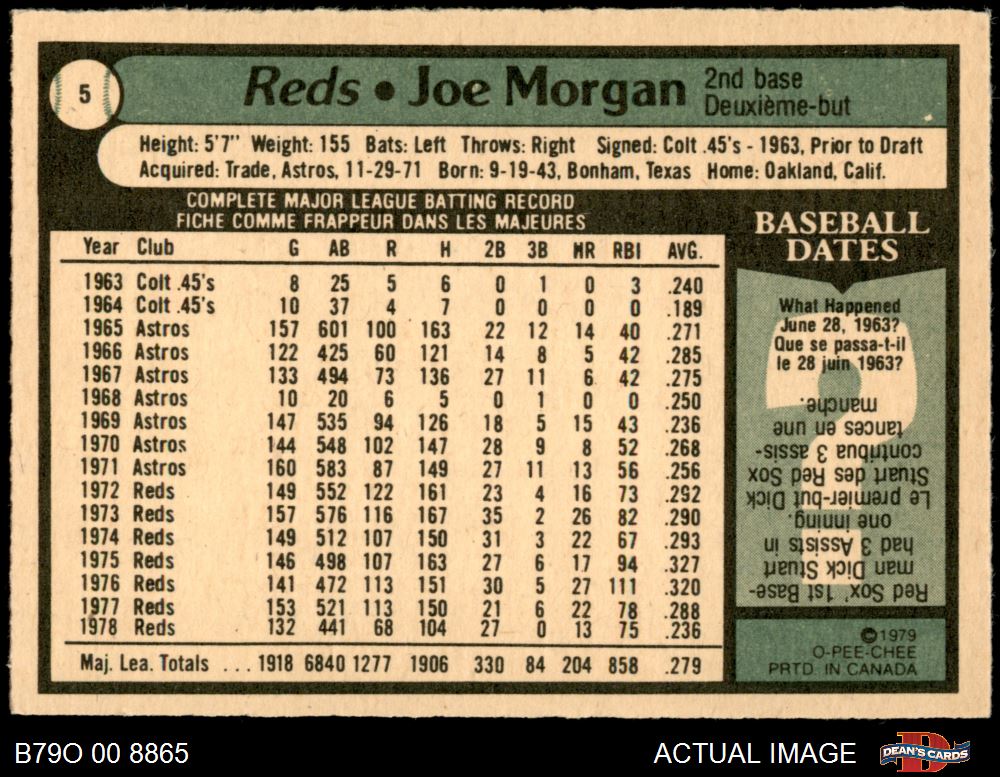 5
Reds • Joe Morgan
2nd base
Deuxième-but
Height: 5'7" Weight: 155 Bats: Left Throws: Right Signed: Colt .45's - 1963, Prior to Draft
Acquired: Trade, Astros, 11-29-71 Born: 9-19-43, Bonham, Texas Home: Oakland, Calif.
COMPLETE MAJOR LEAGUE BATTING RECORD
FICHE COMME FRAPPEUR DANS LES MAJEURES
Year Club G AB R H 2B 3B HR RBI AVG.
1963 Colt .45's 8 25 5 6 0 1 0 3 .240
1964 Colt .45's 10 37 4 7 0 0 0 0 .189
1965 Astros 157 601 100 163 22 12 14 40 .271
1966 Astros 122 425 60 121 14 8 5 42 .285
1967 Astros 133 494 73 136 27 11 6 42 .275
1968 Astros 10 20 6 5 0 1 0 0 .250
1969 Astros 147 535 94 126 18 5 15 43 .236
1970 Astros 144 548 102 147 28 9 8 52 .268
1971 Astros 160 583 87 149 27 11 13 56 .256
1972 Reds 149 552 122 161 23 4 16 73 .292
1973 Reds 157 576 116 167 35 2 26 82 .290
1974 Reds 149 512 107 150 31 3 22 67 .293
1975 Reds 146 498 107 163 27 6 17 94 .327
1976 Reds 141 472 113 151 30 5 27 111 .320
1977 Reds 153 521 113 150 21 6 22 78 .288
1978 Reds 132 441 68 104 27 0 13 75 .236
Maj. Lea. Totals ... 1918 6840 1277 1906 330 84 204 858 .279
BASEBALL
DATES
What Happened
June 28, 1963?
Que se passa-t-il
le 28 juin 1963?
Red Sox' 1st Base-
man Dick Stuart
had 3 Assists in
one inning.
Le premier-but Dick
Stuart des Red Sox
contribua 3 assis-
tances en une
manche.
©1979
O-PEE-CHEE
PRTD. IN CANADA
B79O 00 8865
ACTUAL IMAGE
DEAN'S CARDS